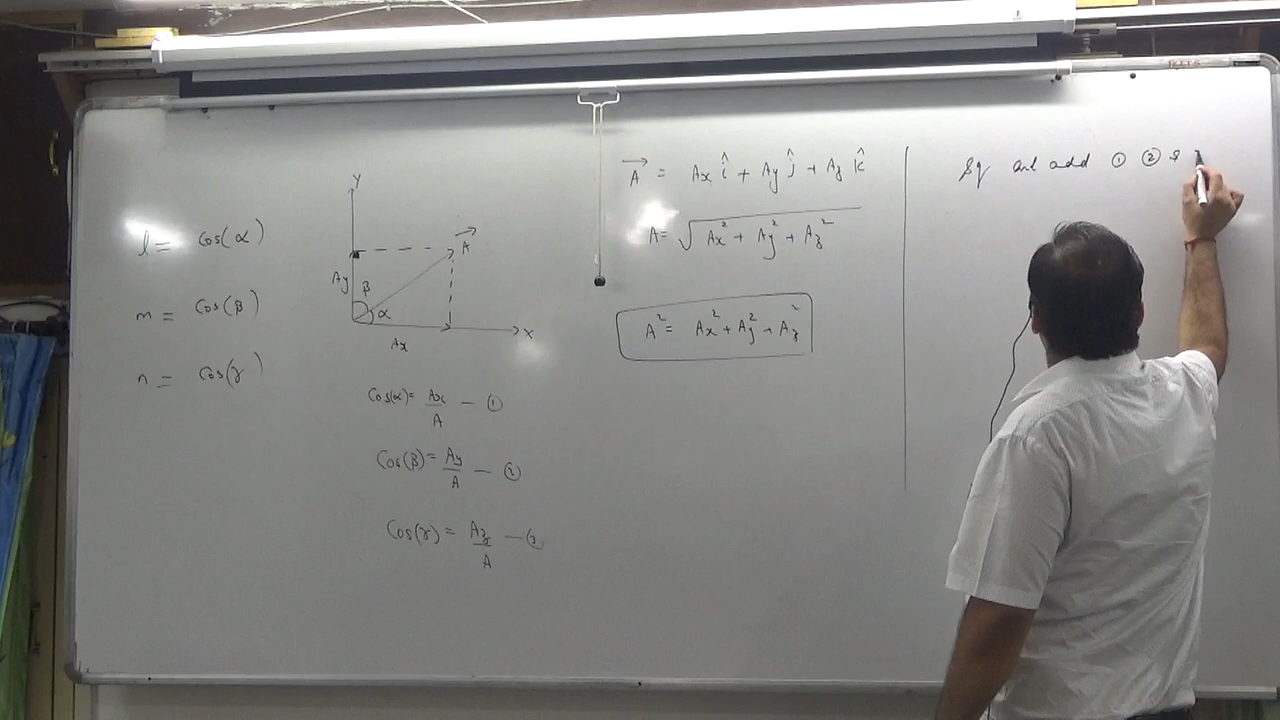 l = Cos(α)
m = Cos(β)
n = Cos(γ)
Y
A
Ay
β
α
Ax
X
Cos(α) = Ax/A — ①
Cos(β) = Ay/A — ②
Cos(γ) = Az/A — ③
A⃗ = Ax î + Ay ĵ + Az k̂
A = √(Ax² + Ay² + Az²)
A² = Ax² + Ay² + Az²
Sq and add ① ② &